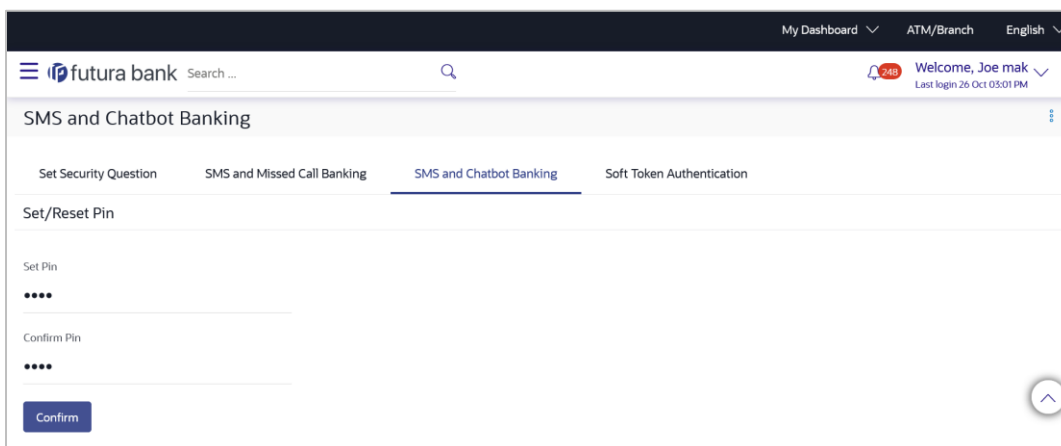 My Dashboard ATM/Branch English
futura bank Search ... 248 Welcome, Joe mak
Last login 26 Oct 03:01 PM
SMS and Chatbot Banking
Set Security Question SMS and Missed Call Banking SMS and Chatbot Banking Soft Token Authentication
Set/Reset Pin
Set Pin
••••
Confirm Pin
••••
Confirm